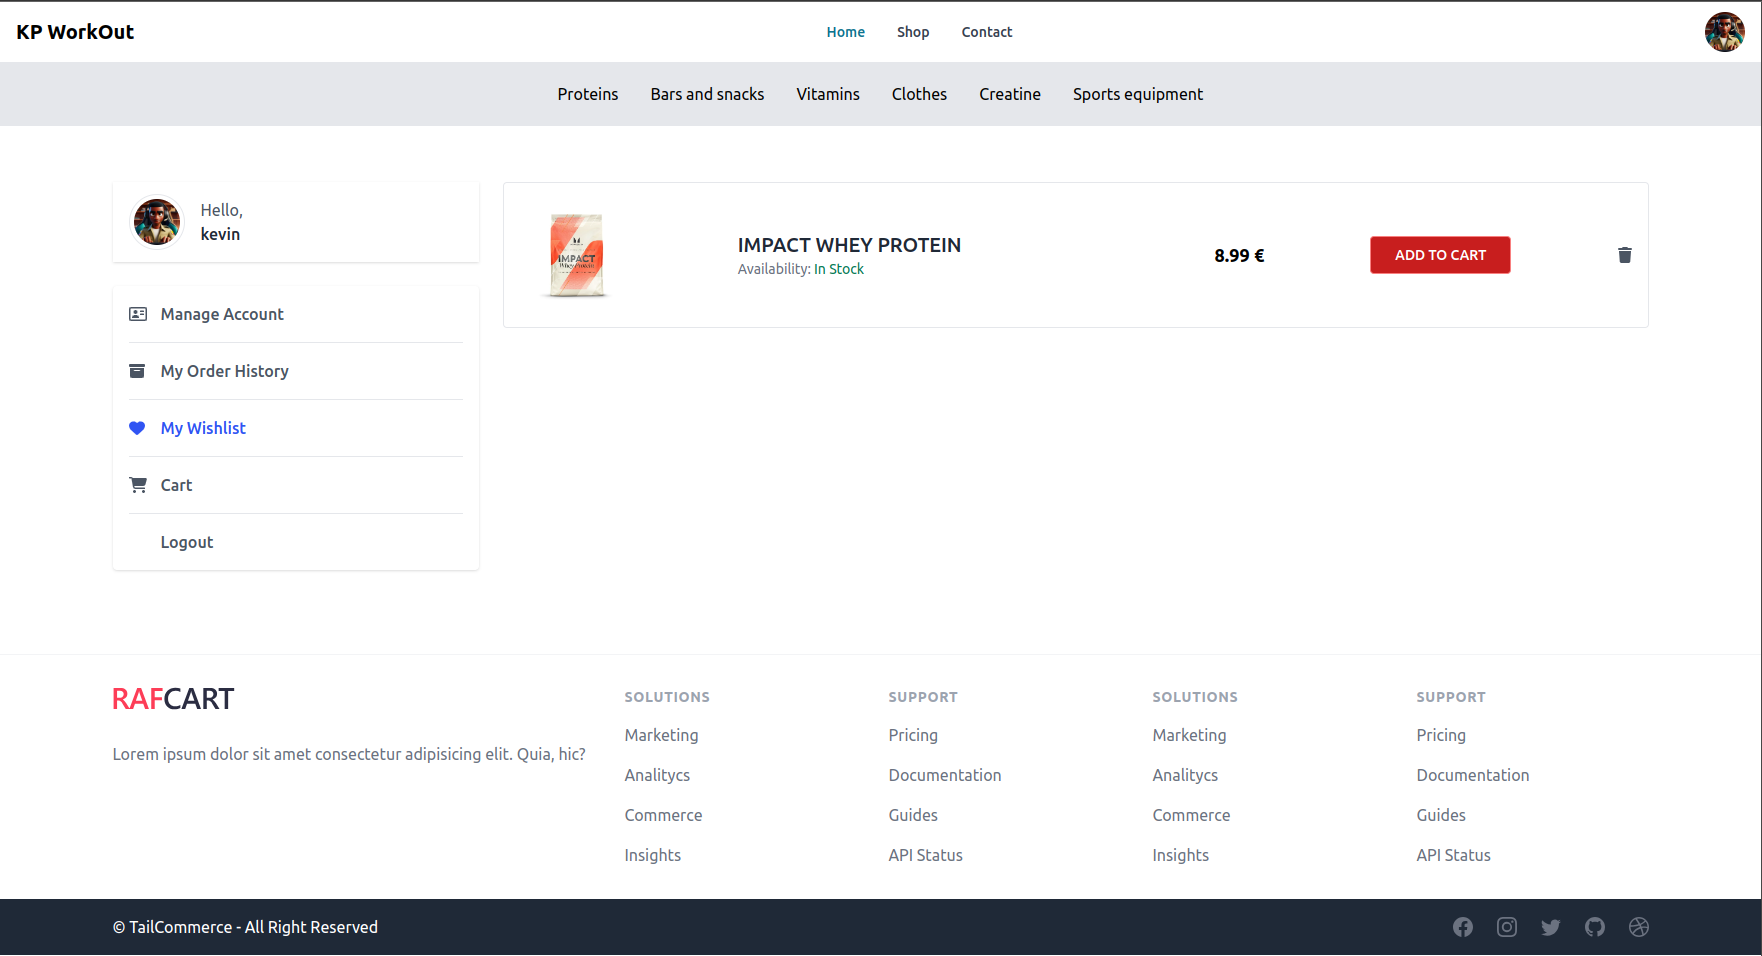 KP WorkOut
Home Shop Contact
Proteins Bars and snacks Vitamins Clothes Creatine Sports equipment
Hello,
kevin
Manage Account
My Order History
My Wishlist
Cart
Logout
IMPACT
Whey Protein
IMPACT WHEY PROTEIN
Availability: In Stock
8.99 €
ADD TO CART
RAFCART
Lorem ipsum dolor sit amet consectetur adipisicing elit. Quia, hic?
SOLUTIONS
Marketing
Analitycs
Commerce
Insights
SUPPORT
Pricing
Documentation
Guides
API Status
SOLUTIONS
Marketing
Analitycs
Commerce
Insights
SUPPORT
Pricing
Documentation
Guides
API Status
© TailCommerce - All Right Reserved